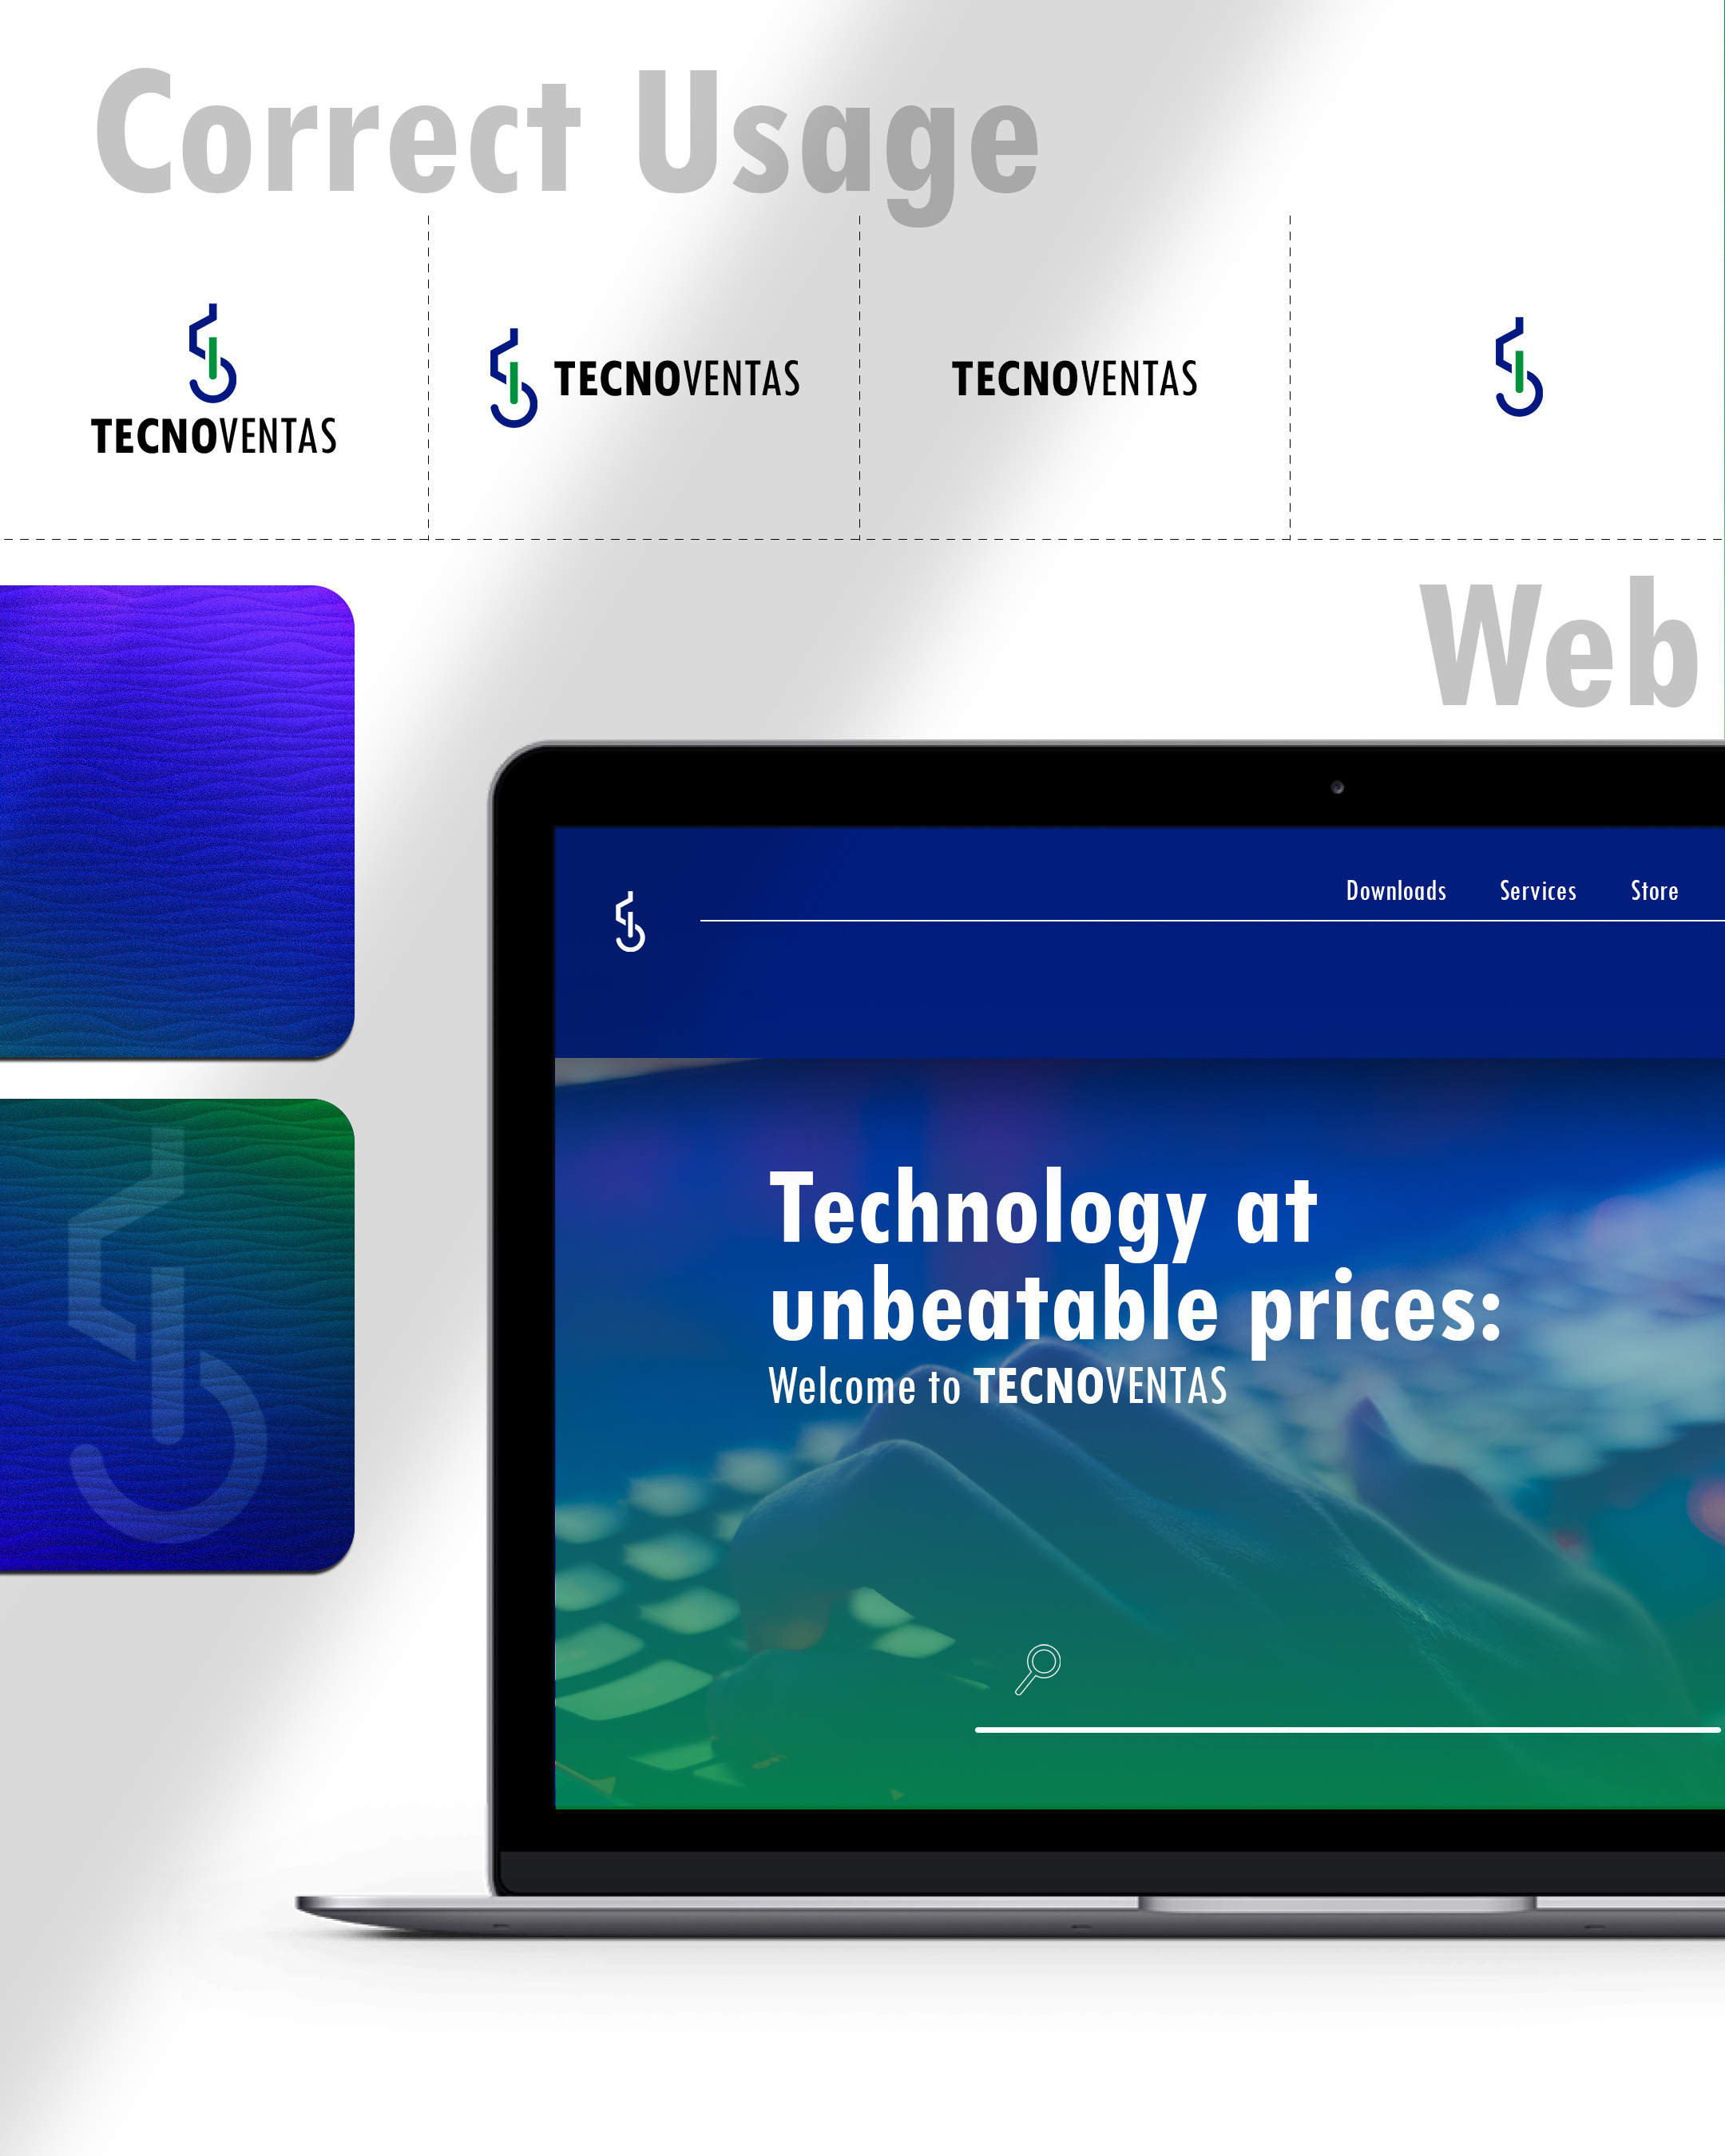 Correct Usage
TECNOVENTAS
TECNOVENTAS
TECNOVENTAS
Web
Downloads Services Store
Technology at
unbeatable prices:
Welcome to TECNOVENTAS